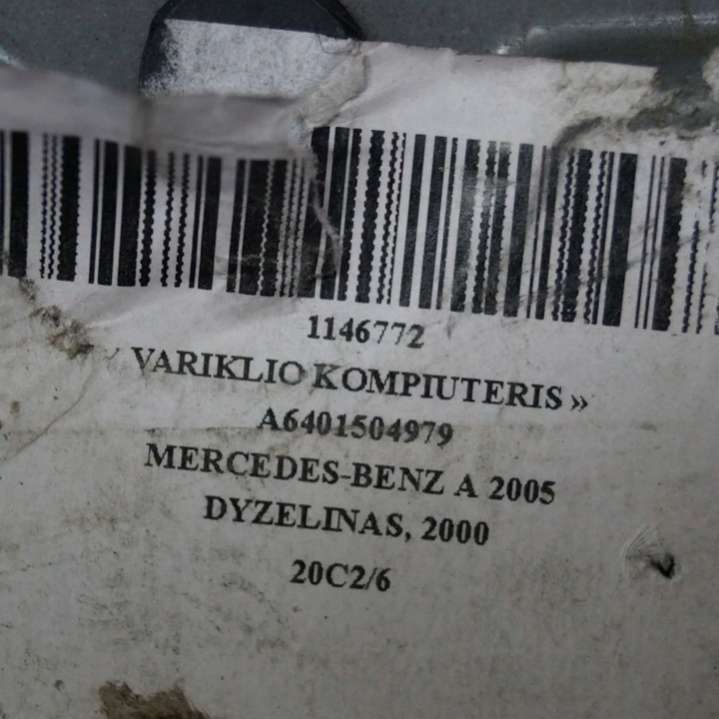 1146772
VARIKLIO KOMPIUTERIS »
A6401504979
MERCEDES-BENZ A 2005
DYZELINAS, 2000
20C2/6